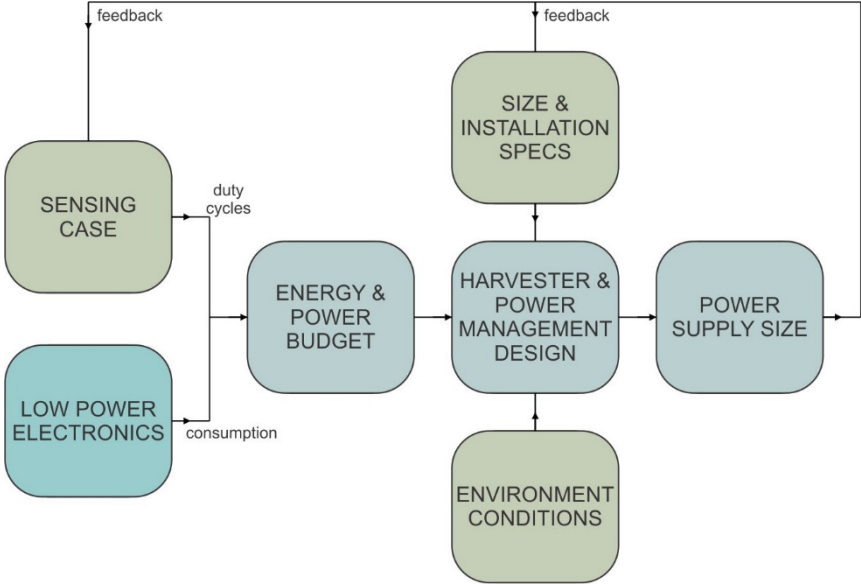 feedback
feedback
SIZE &
INSTALLATION
SPECS
SENSING
CASE
duty
cycles
ENERGY &
POWER
BUDGET
HARVESTER &
POWER
MANAGEMENT
DESIGN
POWER
SUPPLY SIZE
LOW POWER
ELECTRONICS
consumption
ENVIRONMENT
CONDITIONS